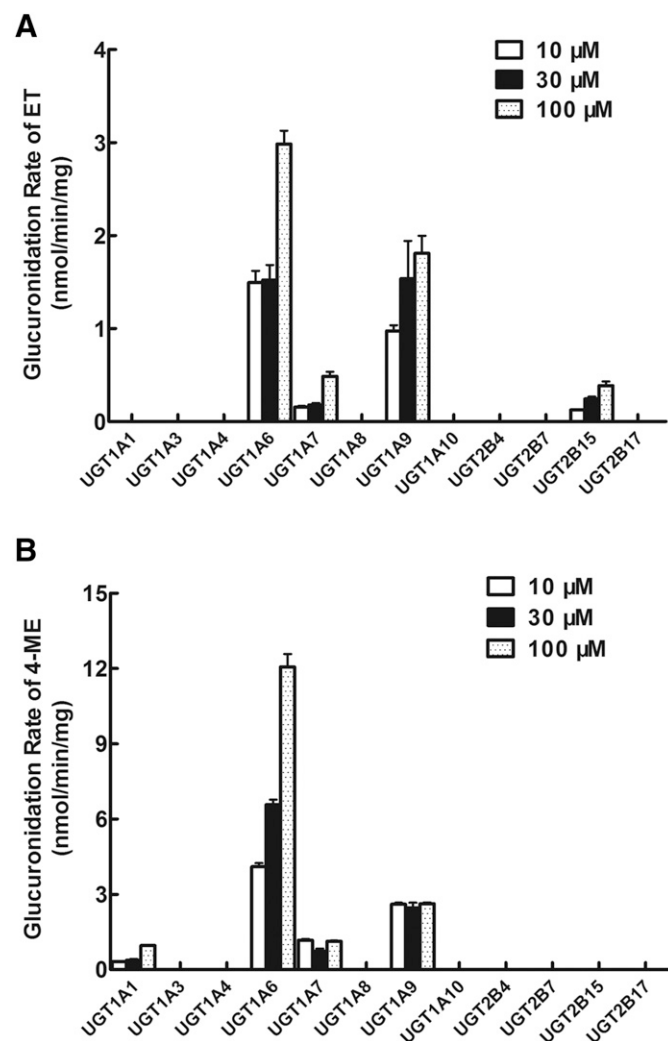 A
Glucuronidation Rate of ET
(nmol/min/mg)
4
3
2
1
0
10 µM
30 µM
100 µM
UGT1A1
UGT1A3
UGT1A4
UGT1A6
UGT1A7
UGT1A8
UGT1A9
UGT1A10
UGT2B4
UGT2B7
UGT2B15
UGT2B17
B
Glucuronidation Rate of 4-ME
(nmol/min/mg)
15
12
9
6
3
0
10 µM
30 µM
100 µM
UGT1A1
UGT1A3
UGT1A4
UGT1A6
UGT1A7
UGT1A8
UGT1A9
UGT1A10
UGT2B4
UGT2B7
UGT2B15
UGT2B17